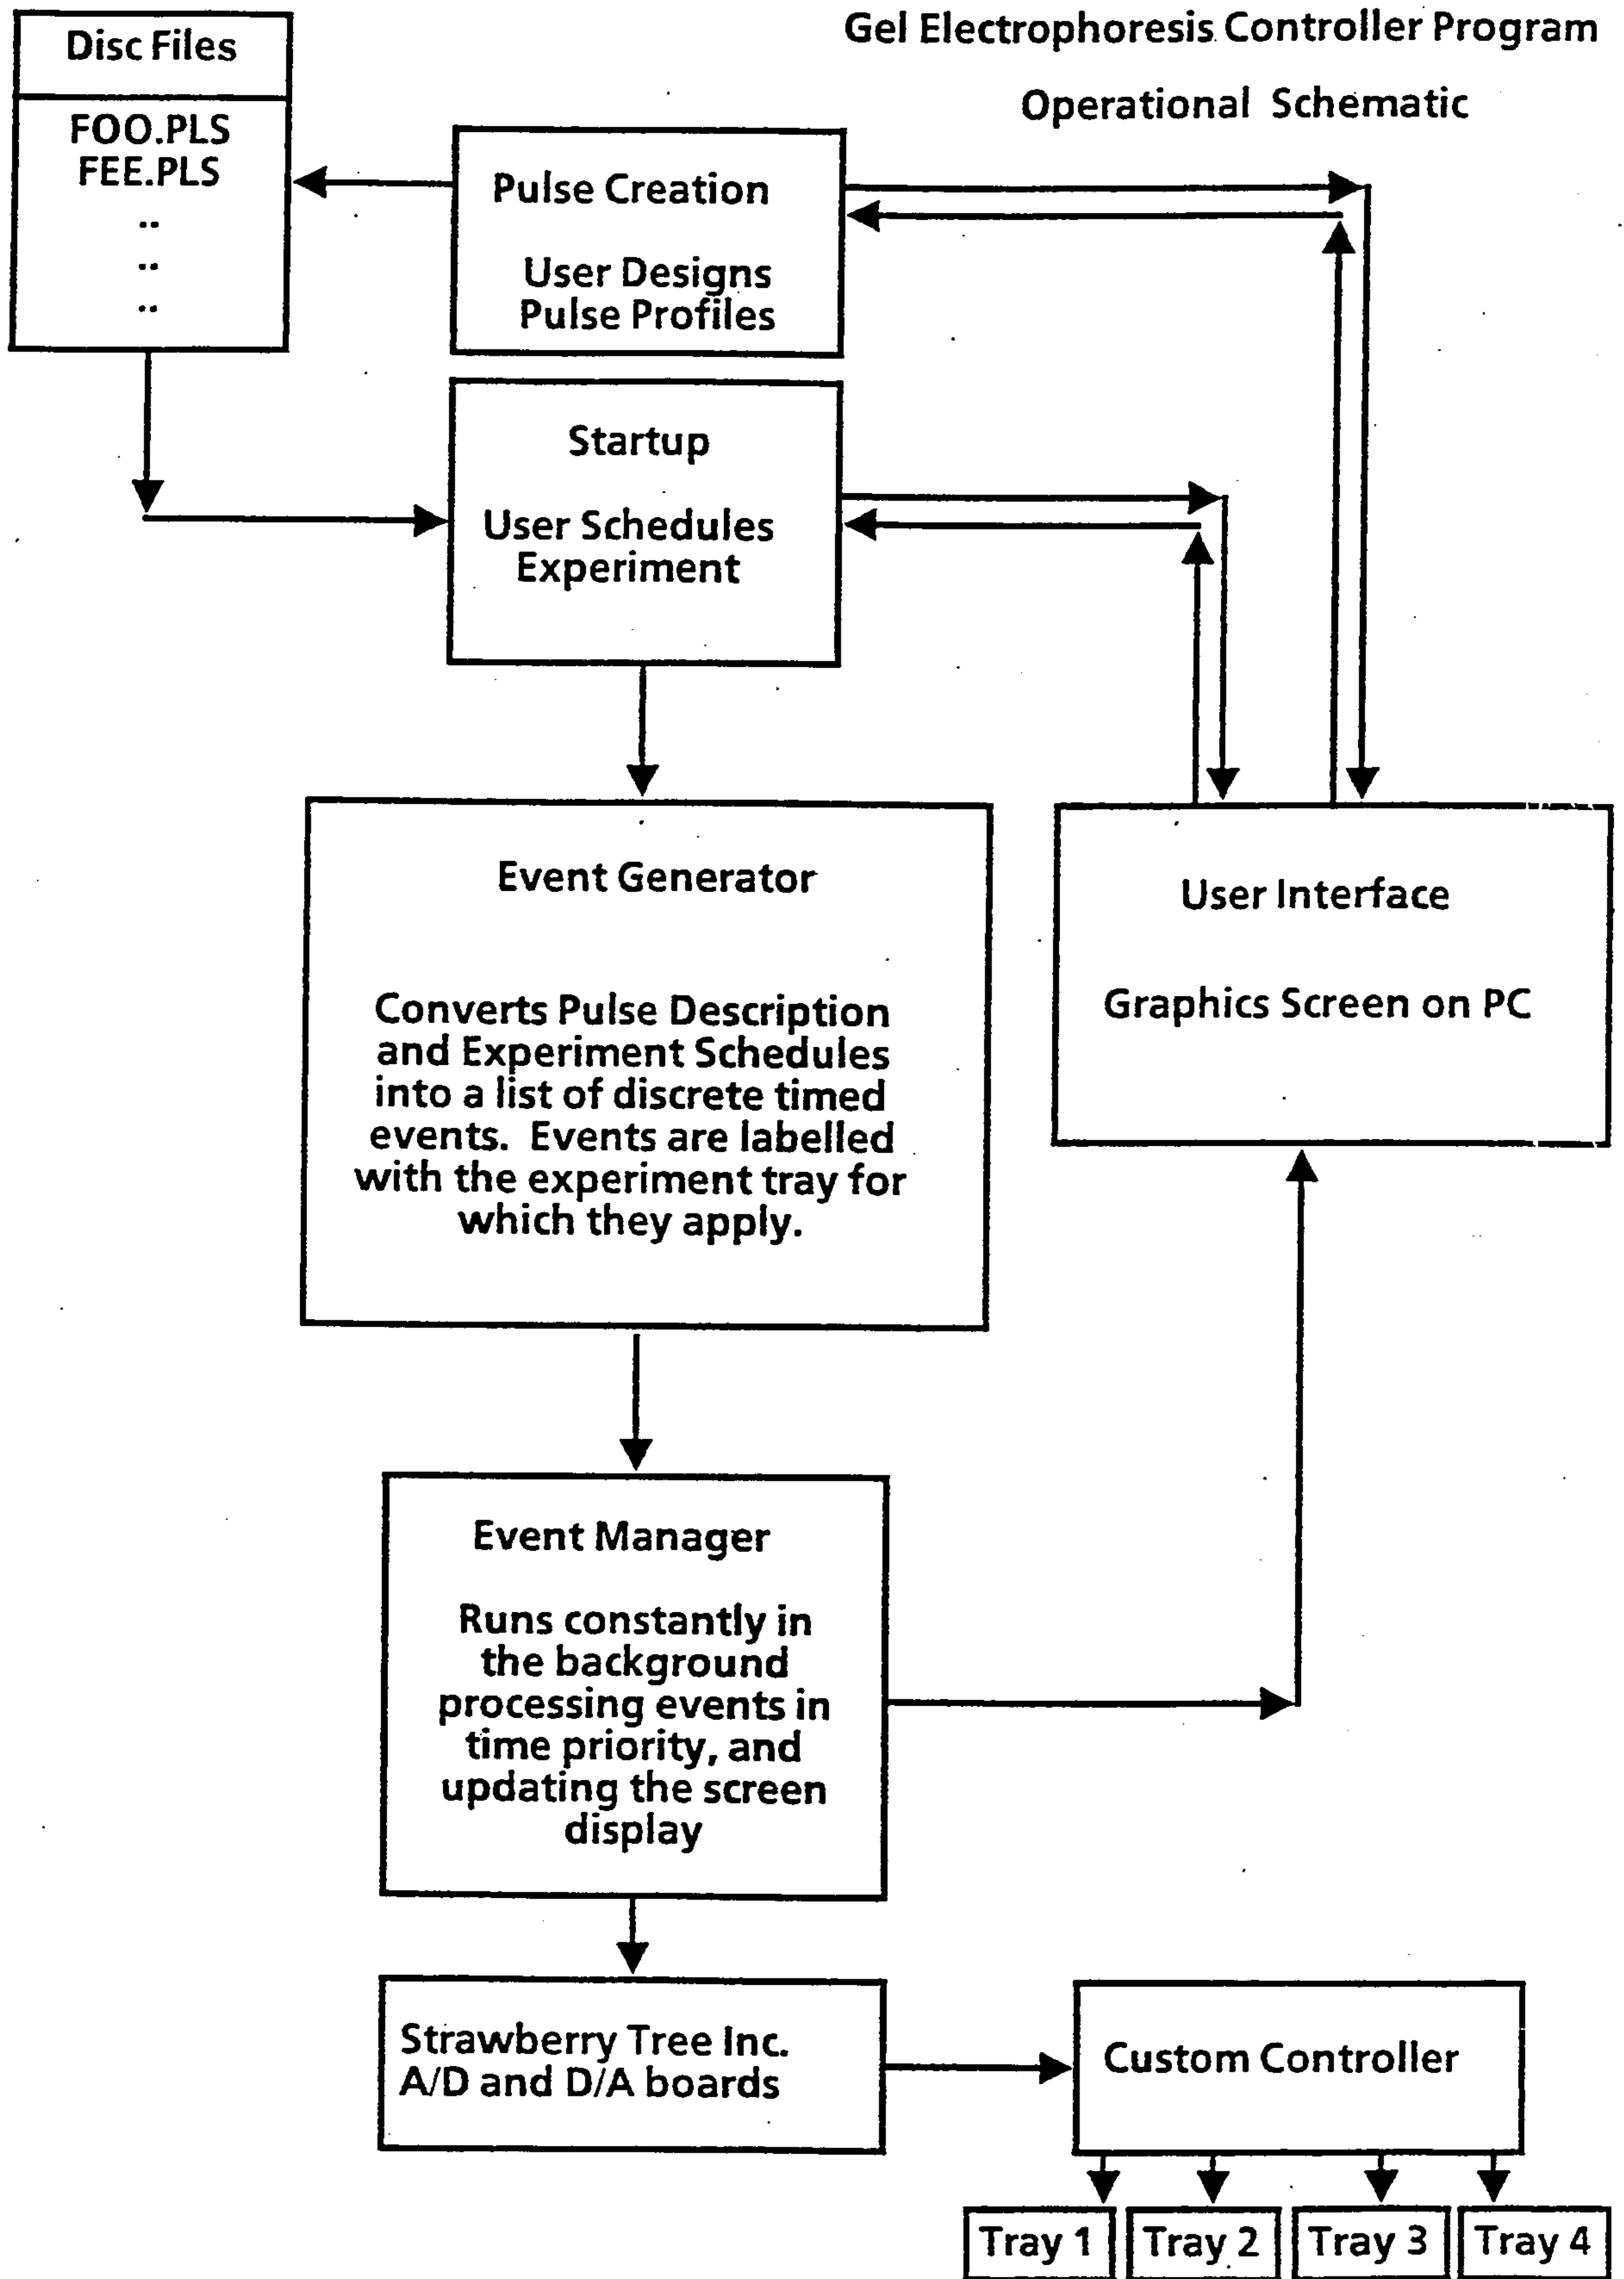 Gel Electrophoresis Controller Program
Operational Schematic
Disc Files
FOO.PLS
FEE.PLS
..
..
..
Pulse Creation
User Designs
Pulse Profiles
Startup
User Schedules
Experiment
Event Generator
Converts Pulse Description
and Experiment Schedules
into a list of discrete timed
events. Events are labelled
with the experiment tray for
which they apply.
User Interface
Graphics Screen on PC
Event Manager
Runs constantly in
the background
processing events in
time priority, and
updating the screen
display
Strawberry Tree Inc.
A/D and D/A boards
Custom Controller
Tray 1
Tray 2
Tray 3
Tray 4